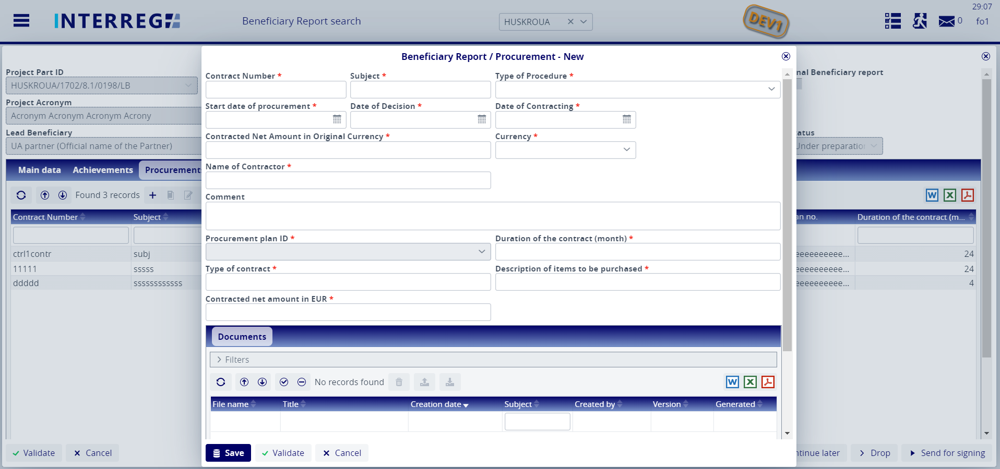 29:07
INTERREG
Beneficiary Report search
HUSKROUA
DEV1
0
fo1
Beneficiary Report / Procurement - New
Project Part ID
HUSKROUA/1702/8.1/0198/LB
Project Acronym
Acronym Acronym Acronym Acrony
Lead Beneficiary
UA partner (Official name of the Partner)
Main data Achievements Procurement
Found 3 records
Contract Number Subject
ctrl1contr subj
11111 sssss
ddddd ssssssssssss
Validate Cancel
Contract Number * Subject * Type of Procedure *
Start date of procurement * Date of Decision * Date of Contracting *
Contracted Net Amount in Original Currency * Currency *
Name of Contractor *
Comment
Procurement plan ID * Duration of the contract (month) *
Type of contract * Description of items to be purchased *
Contracted net amount in EUR *
Documents
Filters
No records found
W X
File name Title Creation date Subject Created by Version Generated
Save Validate Cancel
nal Beneficiary report
atus
Under preparation
W X
an no. Duration of the contract (m...
eeeeeeeeeee... 24
eeeeeeeeeee... 24
eeeeeeeeeee... 4
ntinue later Drop Send for signing